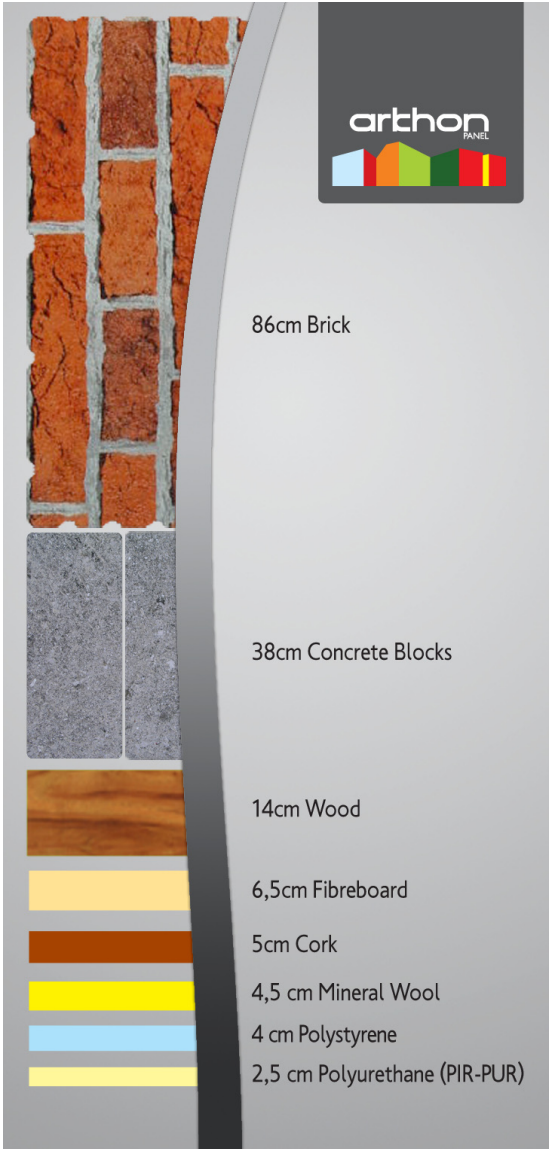 arkhon
PANEL
86cm Brick
38cm Concrete Blocks
14cm Wood
6,5cm Fibreboard
5cm Cork
4,5 cm Mineral Wool
4 cm Polystyrene
2,5 cm Polyurethane (PIR-PUR)